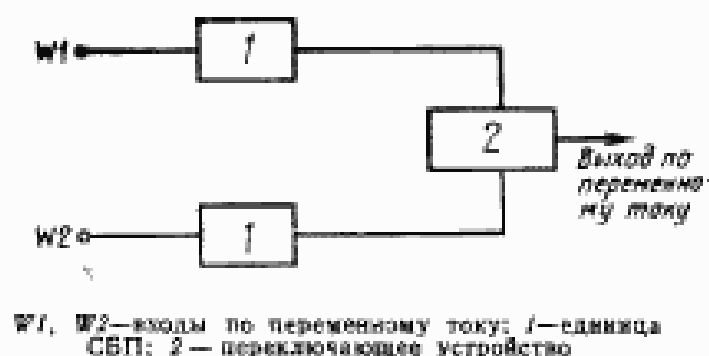 W1
1
2
Выход по
переменно-
му току
W2
1
W1, W2—входы по переменному току; 1—единица
СБП; 2 — переключающее устройство